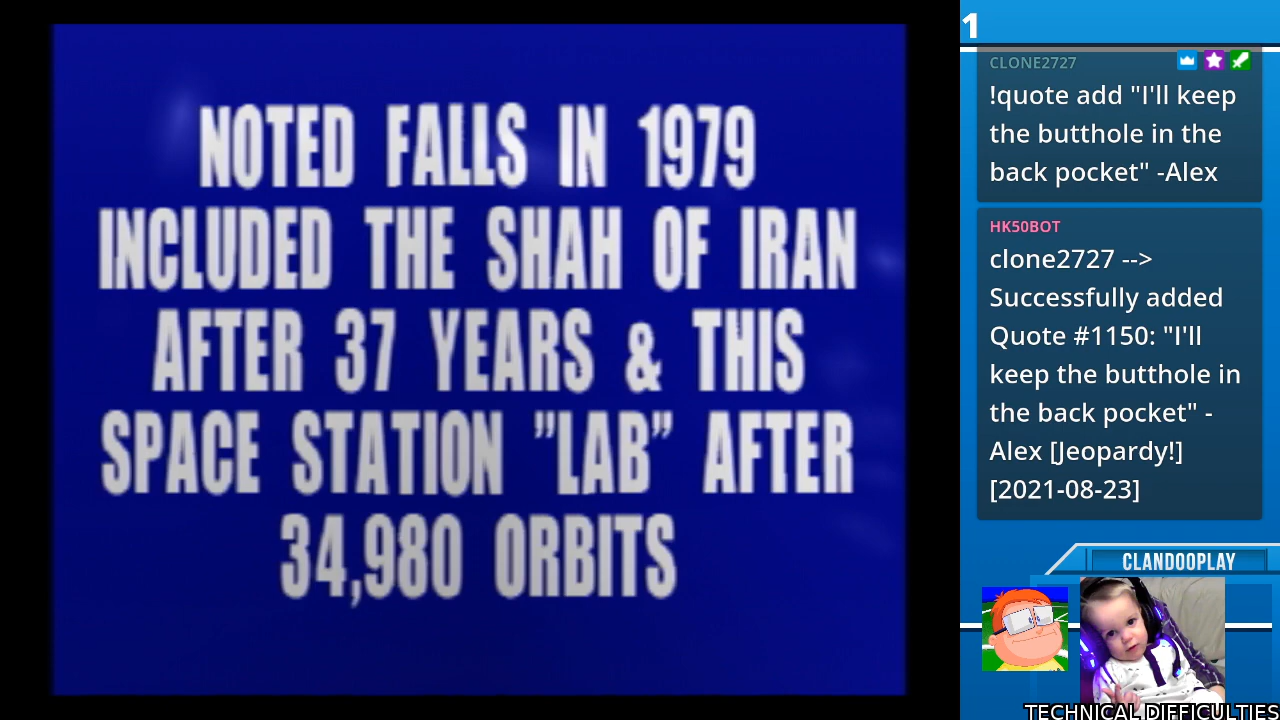 NOTED FALLS IN 1979
INCLUDED THE SHAH OF IRAN
AFTER 37 YEARS & THIS
SPACE STATION "LAB" AFTER
34,980 ORBITS
1
CLONE2727
!quote add "I'll keep
the butthole in the
back pocket" -Alex
HK50BOT
clone2727 -->
Successfully added
Quote #1150: "I'll
keep the butthole in
the back pocket" -
Alex [Jeopardy!]
[2021-08-23]
CLANDOOPLAY
TECHNICAL DIFFICULTIES